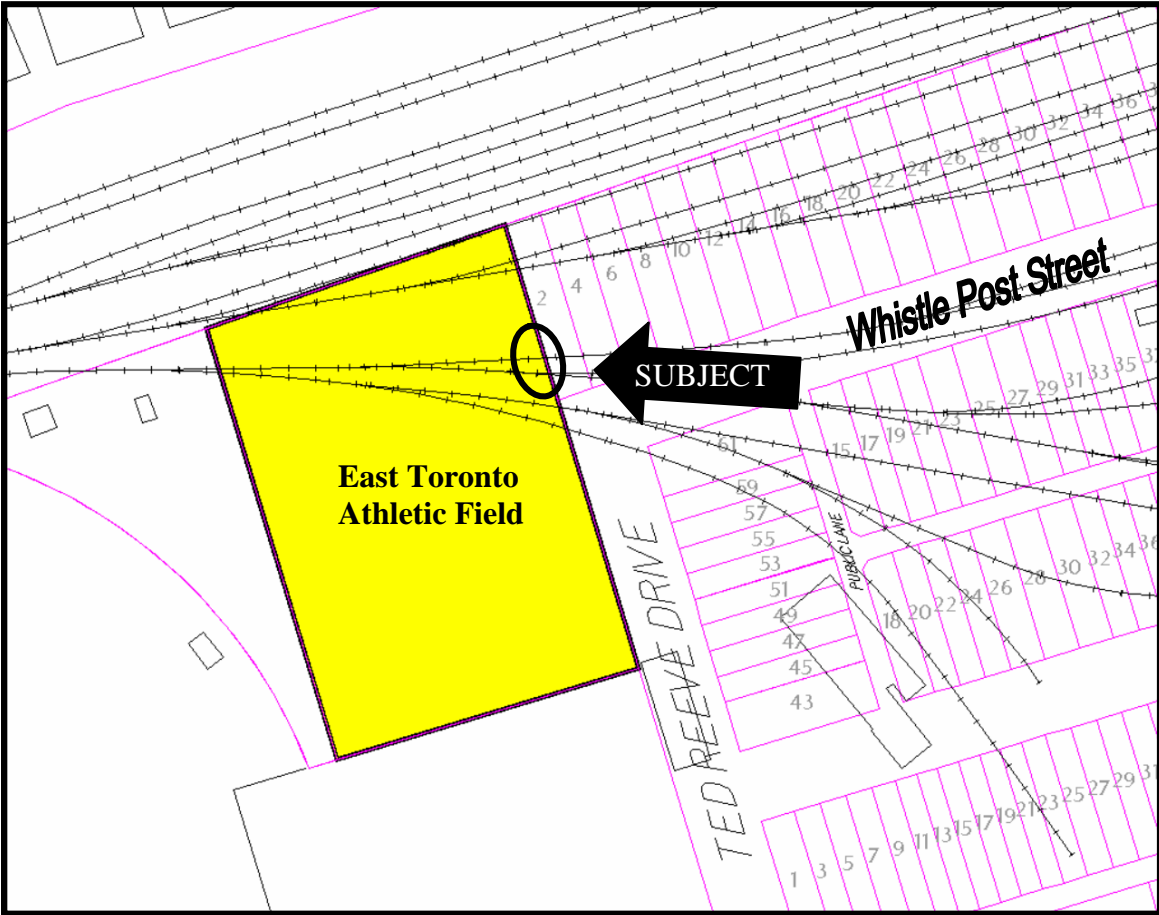 2 4 6 8 10 12 14 16 18 20 22 24 26 28 30 32 34 36
Whistle Post Street
SUBJECT
East Toronto
Athletic Field
15 17 19 21 23 25 27 29 31 33 35
61
59
57
55
53
51
49
47
45
43
PUBLIC LANE
18 20 22 24 26 28 30 32 34 36
TED REEVE DRIVE
1 3 5 7 9 11 13 15 17 19 21 23 25 27 29 31